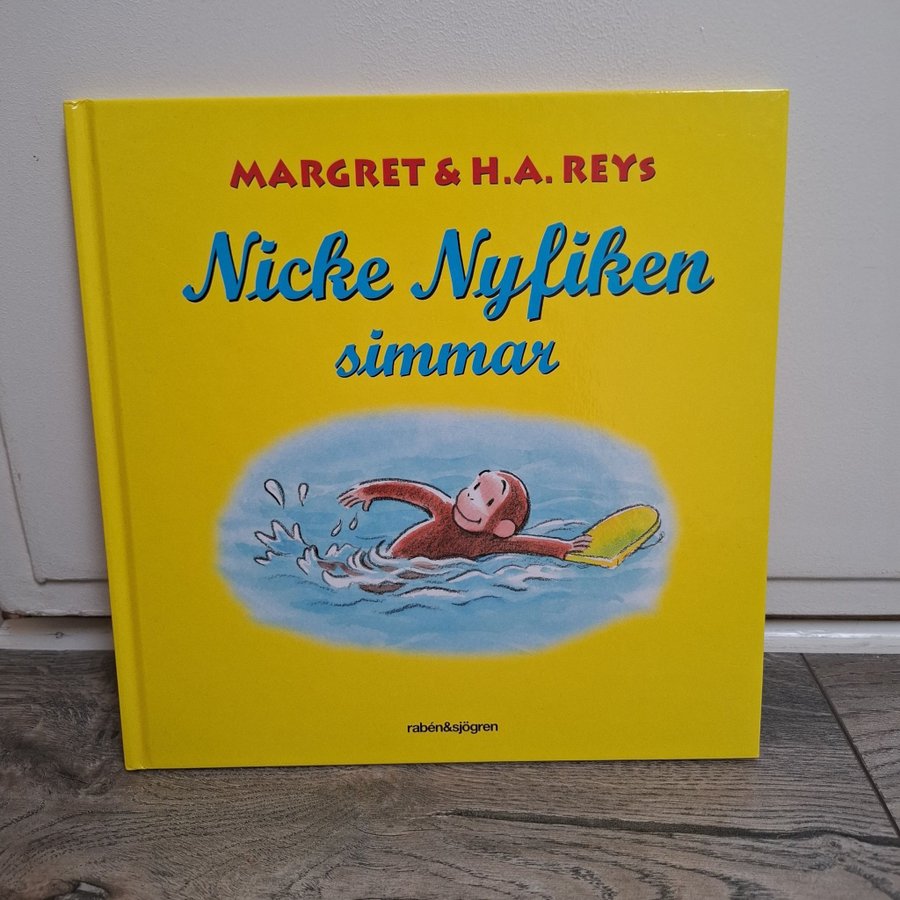 MARGRET & H.A. REYs
Nicke Nyfiken
simmar
rabén&sjögren